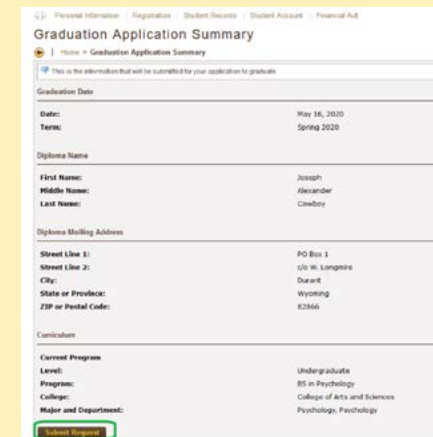 Personal Information | Registration | Student Records | Student Account | Financial Aid
Graduation Application Summary
| Home > Graduation Application Summary
This is the information that will be submitted for your application to graduate
Graduation Date
Date: May 16, 2020
Term: Spring 2020
Diploma Name
First Name: Joseph
Middle Name: Alexander
Last Name: Cowboy
Diploma Mailing Address
Street Line 1: PO Box 1
Street Line 2: c/o W. Longmire
City: Durant
State or Province: Wyoming
ZIP or Postal Code: 82866
Curriculum
Current Program
Level: Undergraduate
Program: BS in Psychology
College: College of Arts and Sciences
Major and Department: Psychology, Psychology
Submit Request